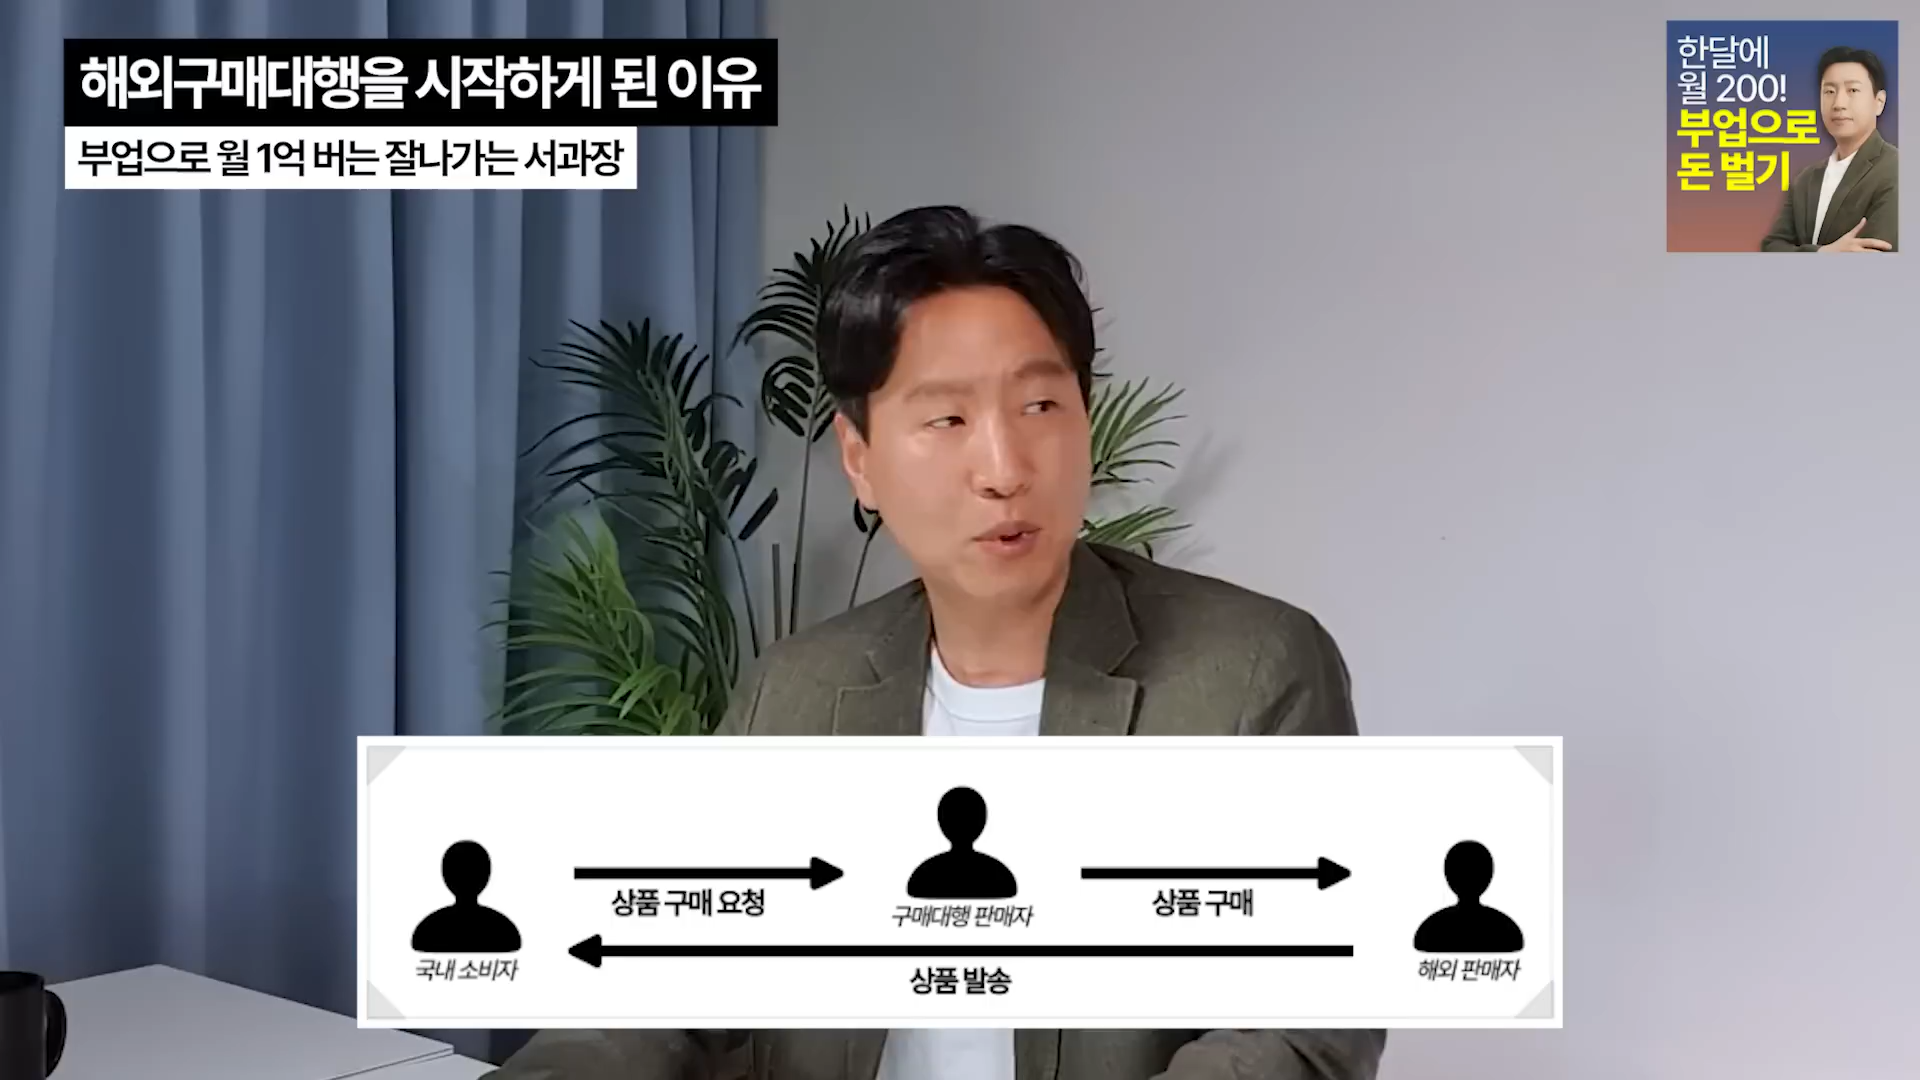 해외구매대행을 시작하게 된 이유
부업으로 월 1억 버는 잘나가는 서과장
한달에
월 200!
부업으로
돈 벌기
상품 구매 요청
구매대행 판매자
상품 구매
국내 소비자
상품 발송
해외 판매자